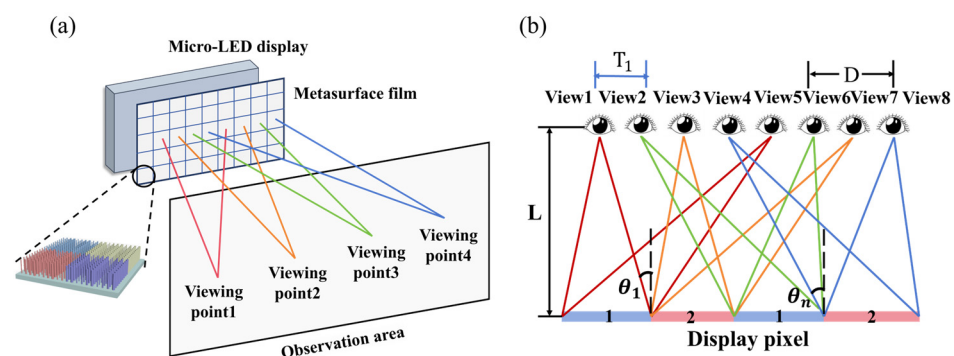 (a)
Micro-LED display
Metasurface film
Viewing
point1
Viewing
point2
Viewing
point3
Viewing
point4
Observation area
(b)
T₁
D
View1 View2 View3 View4 View5 View6 View7 View8
L
θ₁
θₙ
1 2 1 2
Display pixel